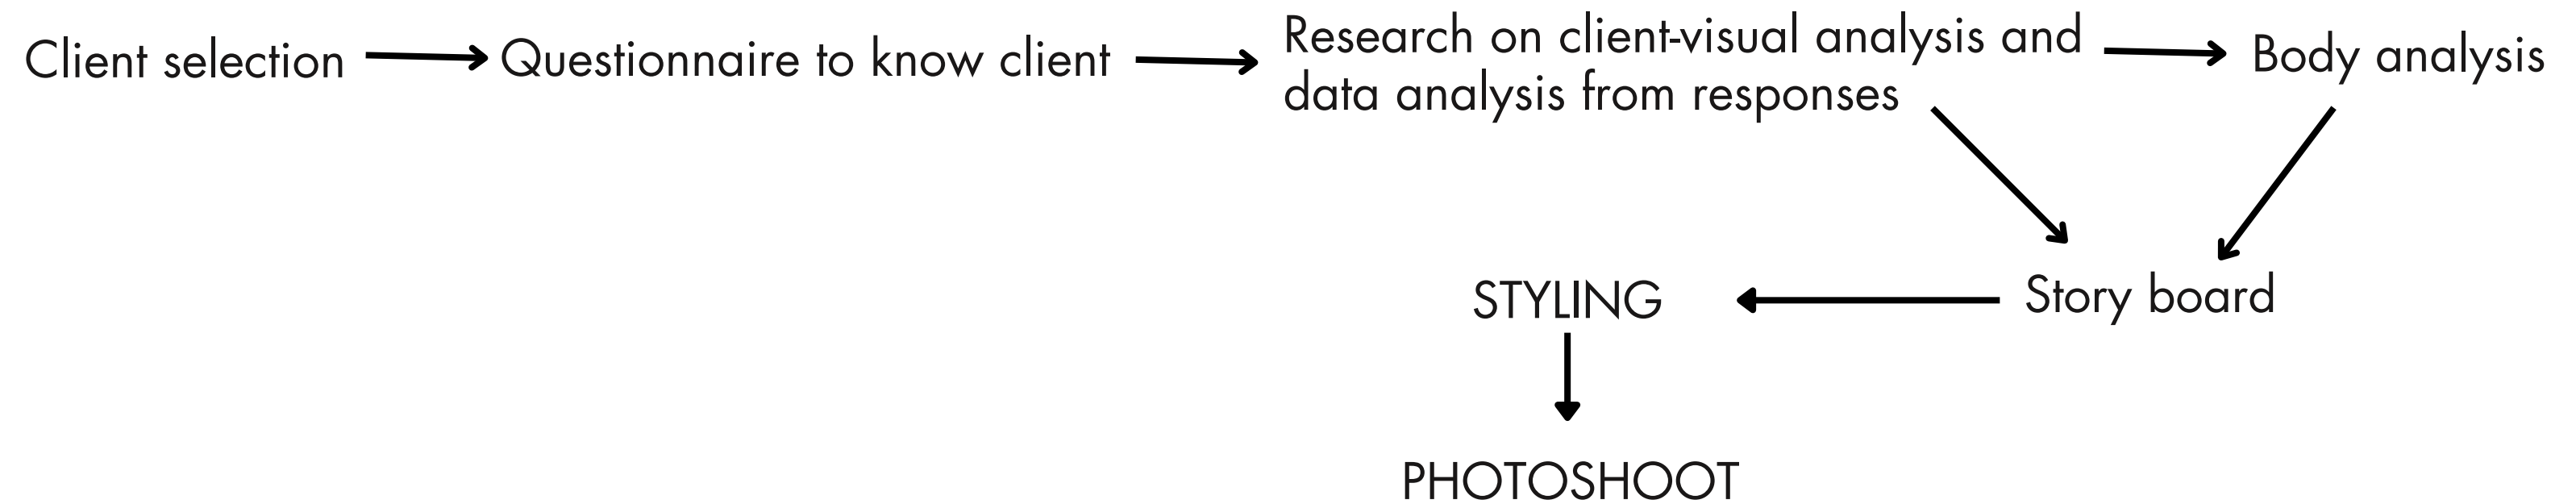 Client selection
Questionnaire to know client
Research on client-visual analysis and
data analysis from responses
Body analysis
Story board
STYLING
PHOTOSHOOT